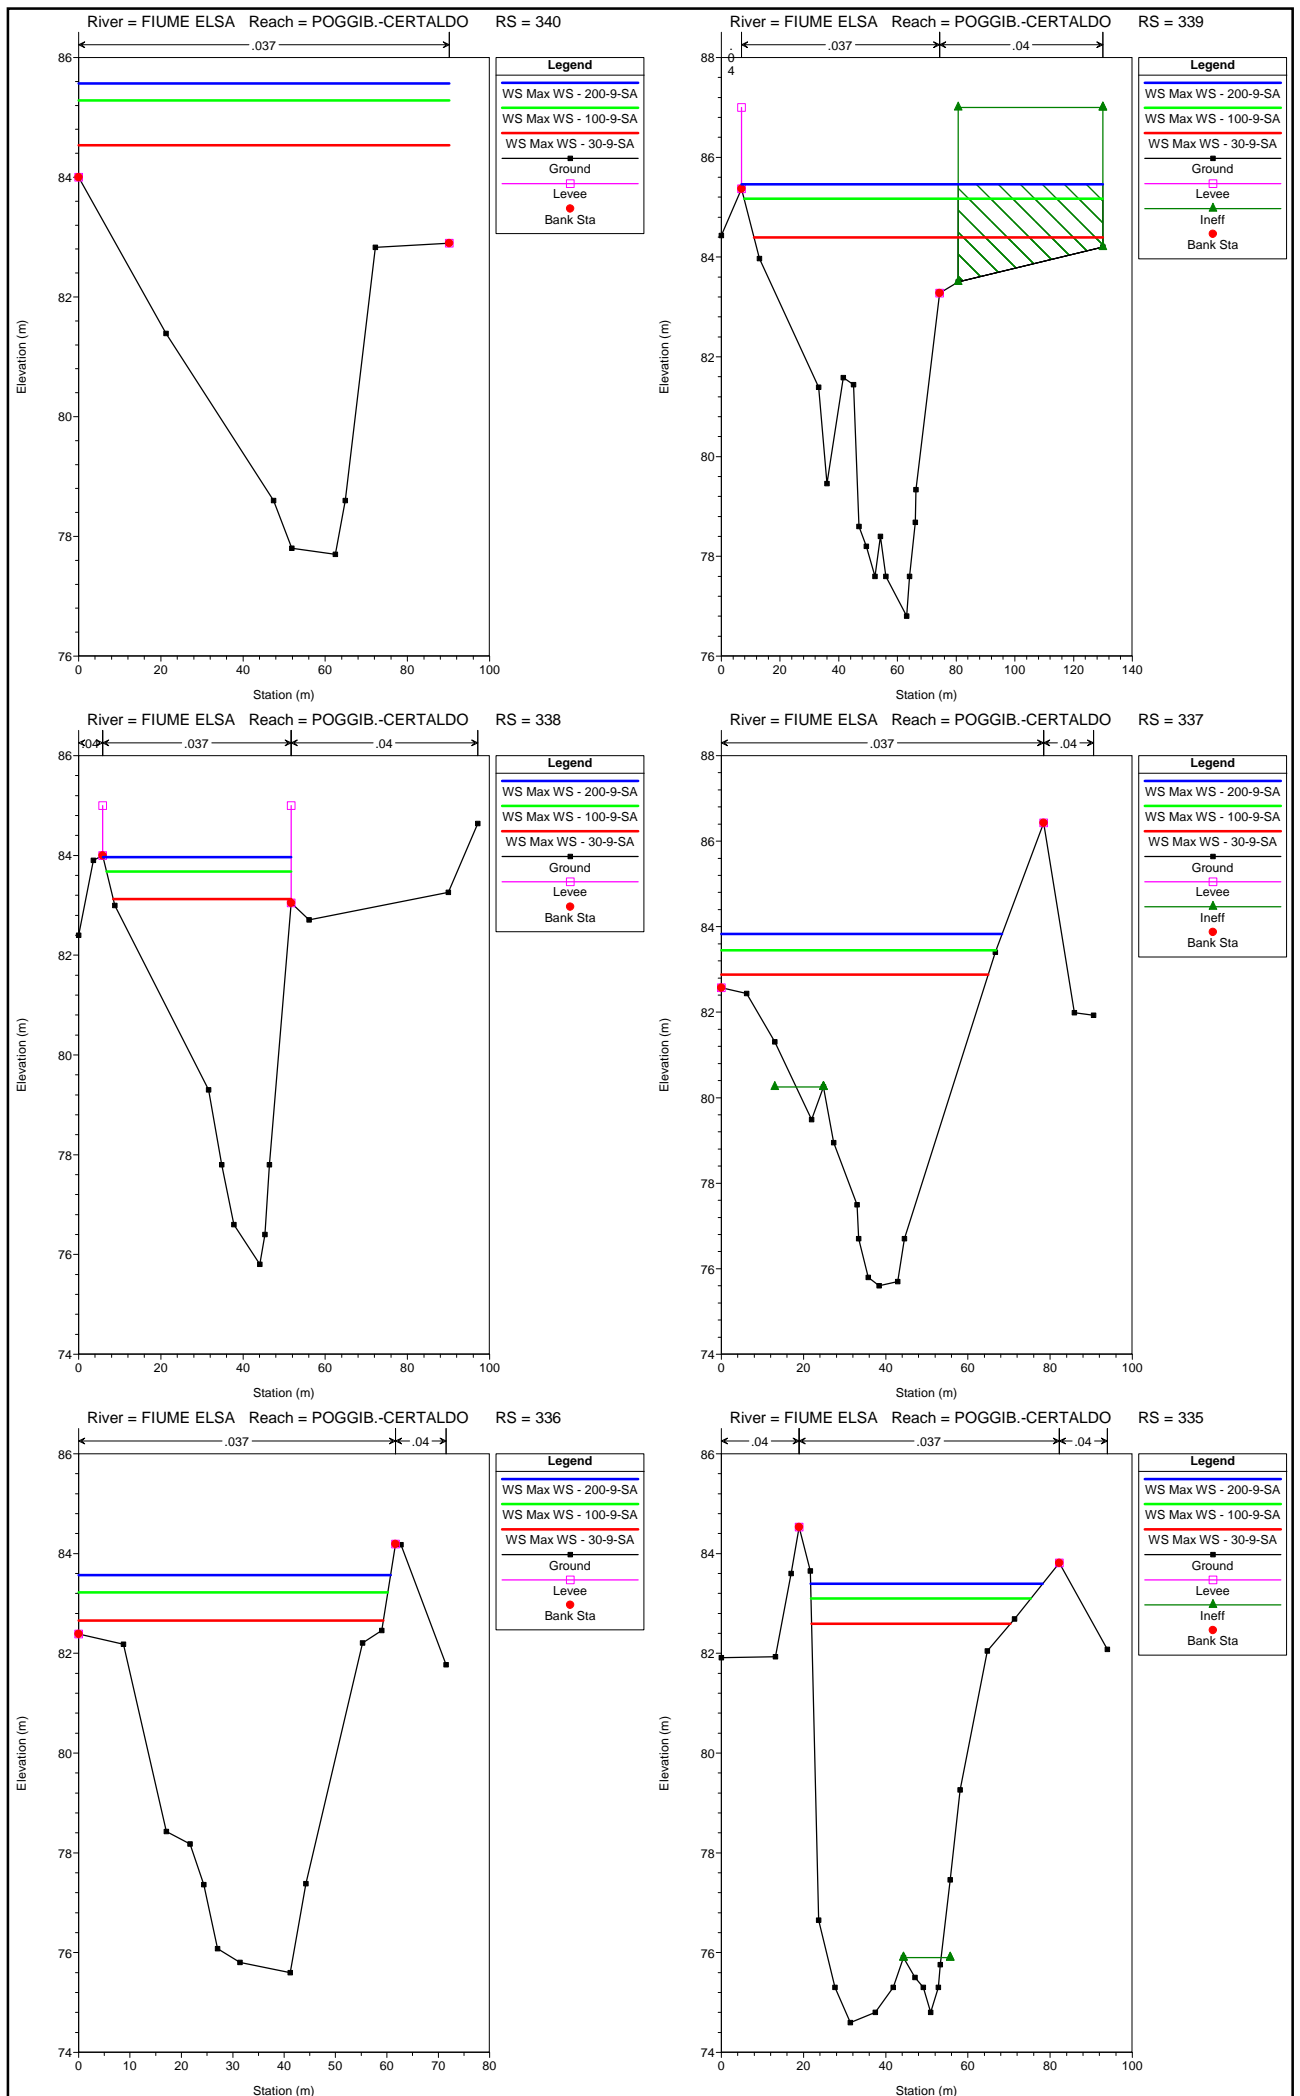 River = FIUME ELSA Reach = POGGIB.-CERTALDO RS = 340
.037
Legend
WS Max WS - 200-9-SA
WS Max WS - 100-9-SA
WS Max WS - 30-9-SA
Ground
Bank Sta
86
84
82
80
78
76
Elevation (m)
0 20 40 60 80 100
Station (m)
River = FIUME ELSA Reach = POGGIB.-CERTALDO RS = 339
.04
.037
.04
Legend
WS Max WS - 200-9-SA
WS Max WS - 100-9-SA
WS Max WS - 30-9-SA
Ground
Levee
Ineff
Bank Sta
88
86
84
82
80
78
76
Elevation (m)
0 20 40 60 80 100 120 140
Station (m)
River = FIUME ELSA Reach = POGGIB.-CERTALDO RS = 338
.04
.037
.04
Legend
WS Max WS - 200-9-SA
WS Max WS - 100-9-SA
WS Max WS - 30-9-SA
Ground
Levee
Bank Sta
86
84
82
80
78
76
74
Elevation (m)
0 20 40 60 80 100
Station (m)
River = FIUME ELSA Reach = POGGIB.-CERTALDO RS = 337
.037
.04
Legend
WS Max WS - 200-9-SA
WS Max WS - 100-9-SA
WS Max WS - 30-9-SA
Ground
Levee
Ineff
Bank Sta
88
86
84
82
80
78
76
74
Elevation (m)
0 20 40 60 80 100
Station (m)
River = FIUME ELSA Reach = POGGIB.-CERTALDO RS = 336
.037
.04
Legend
WS Max WS - 200-9-SA
WS Max WS - 100-9-SA
WS Max WS - 30-9-SA
Ground
Levee
Bank Sta
86
84
82
80
78
76
74
Elevation (m)
0 10 20 30 40 50 60 70 80
Station (m)
River = FIUME ELSA Reach = POGGIB.-CERTALDO RS = 335
.04
.037
.04
Legend
WS Max WS - 200-9-SA
WS Max WS - 100-9-SA
WS Max WS - 30-9-SA
Ground
Levee
Ineff
Bank Sta
86
84
82
80
78
76
74
Elevation (m)
0 20 40 60 80 100
Station (m)